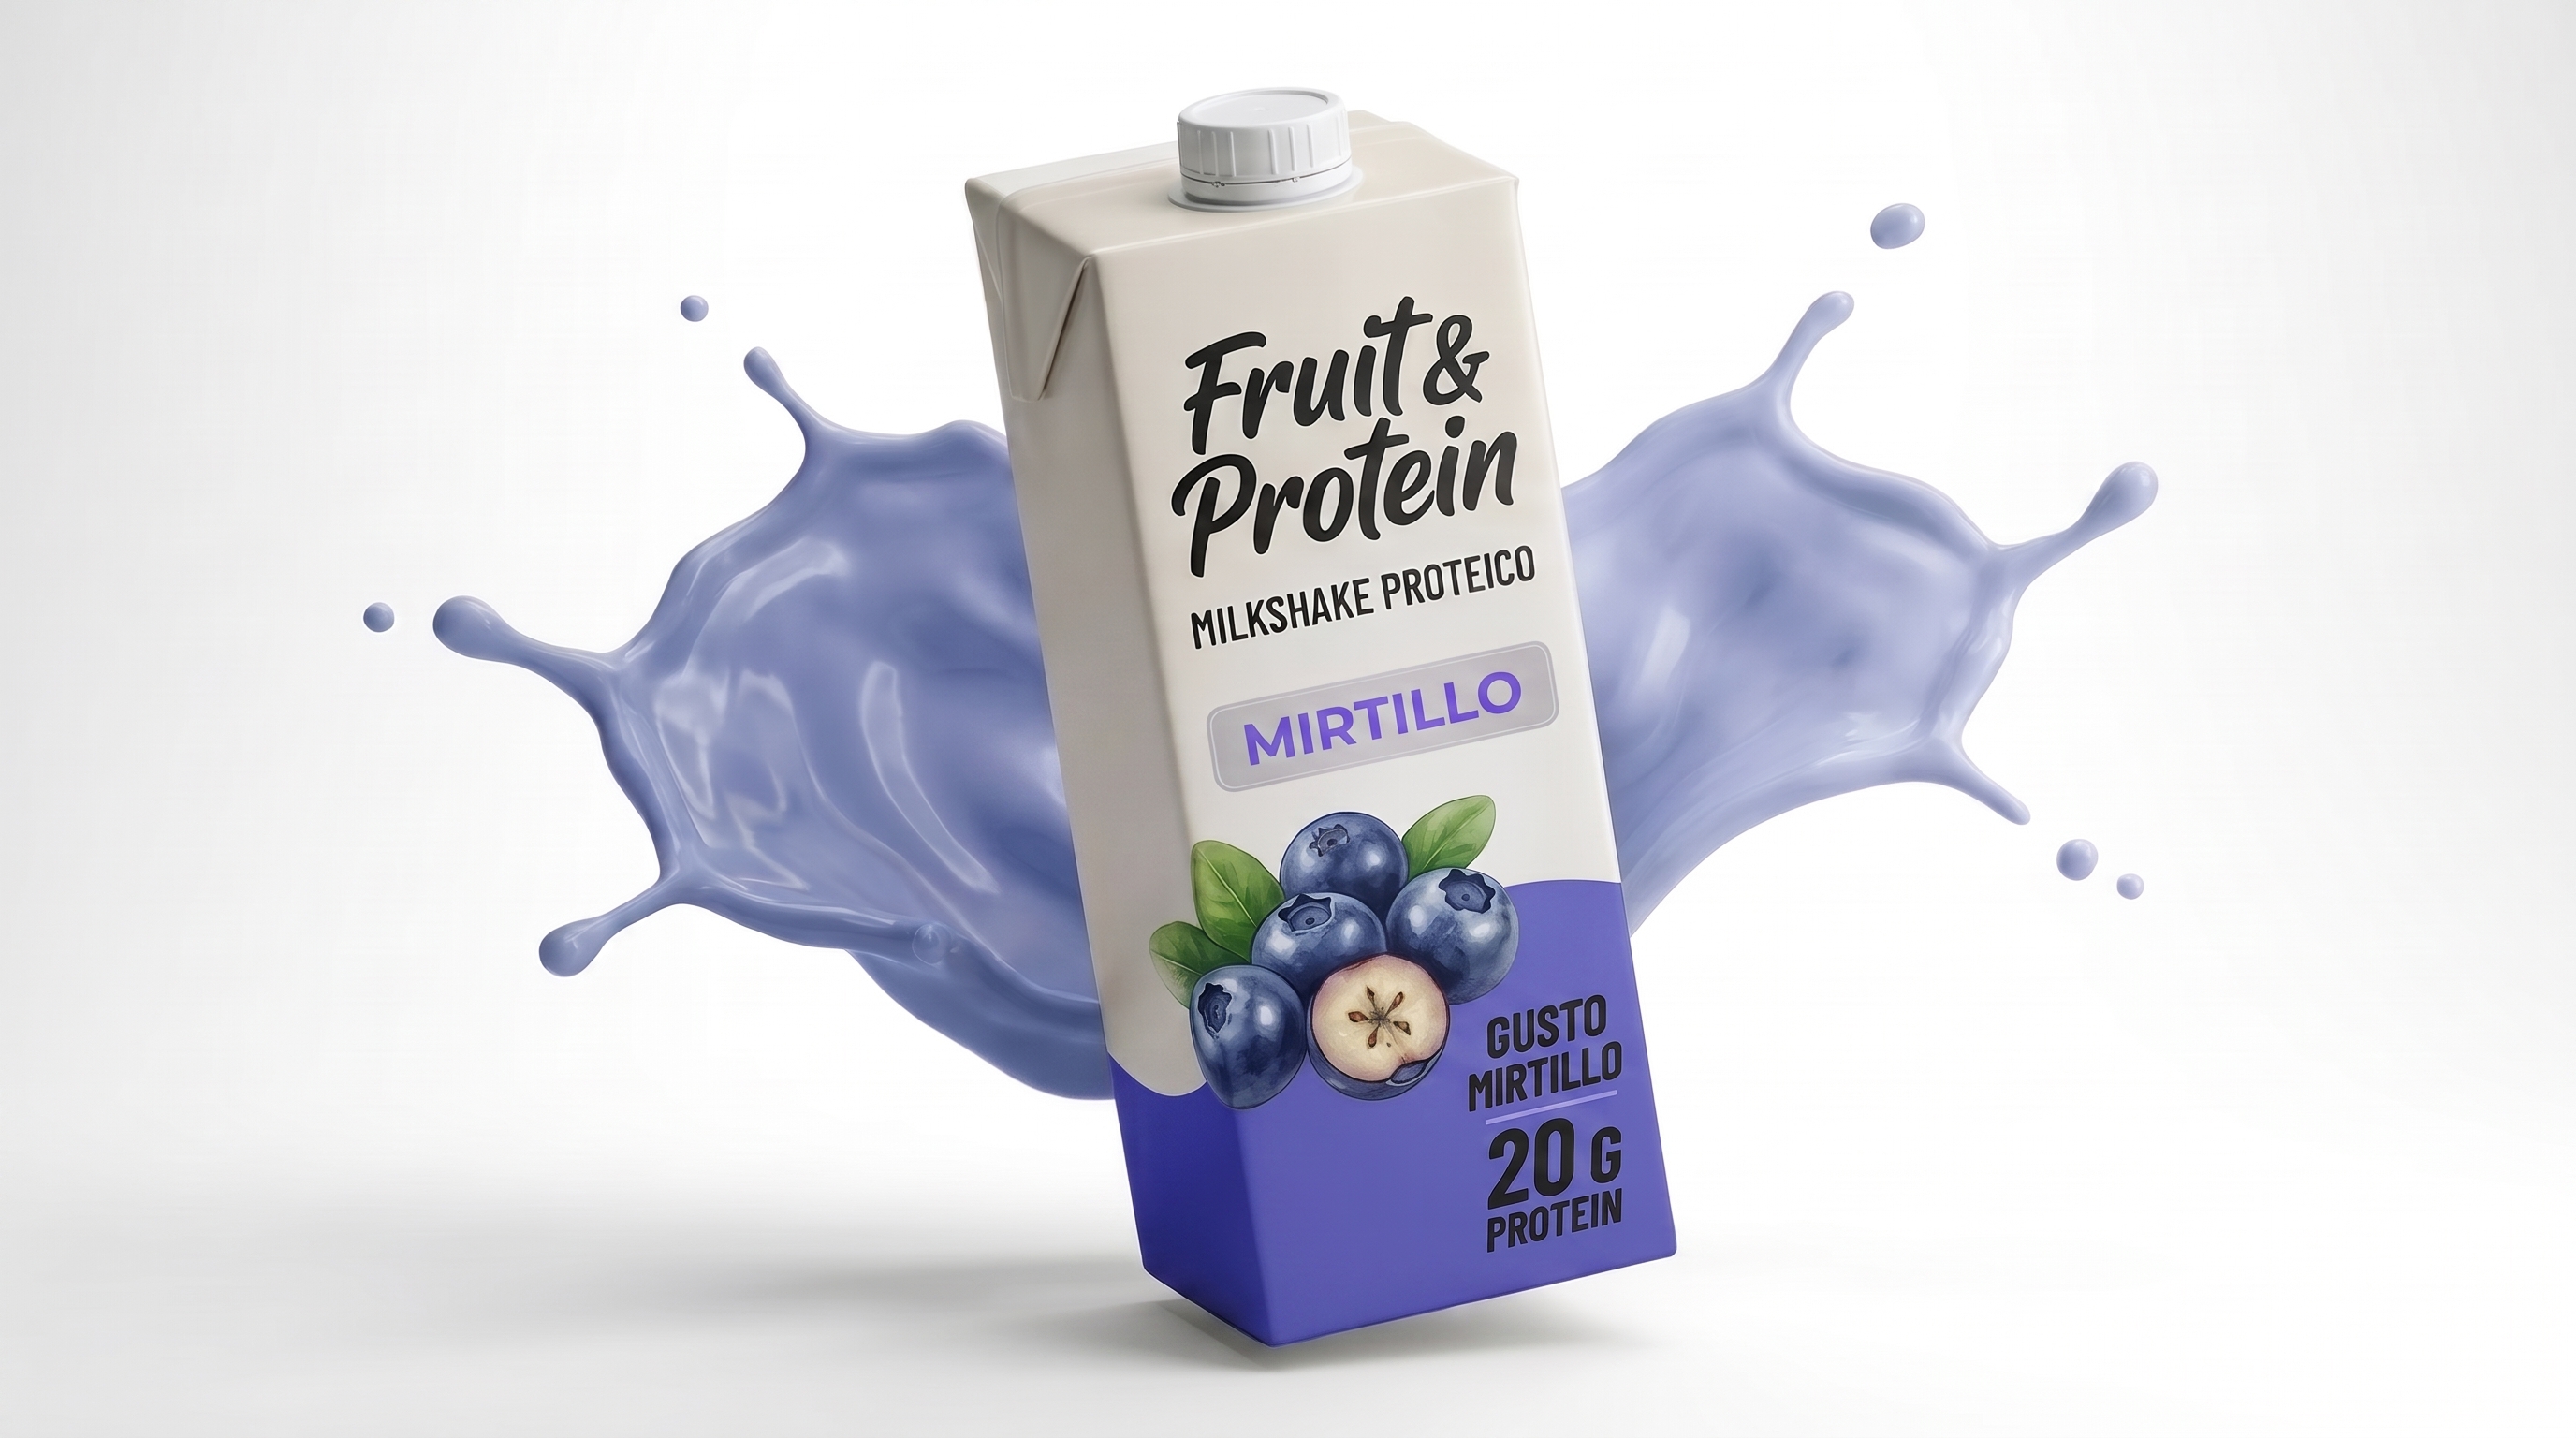 Fruit &
Protein
MILKSHAKE PROTEICO
MIRTILLO
GUSTO
MIRTILLO
20 G
PROTEIN